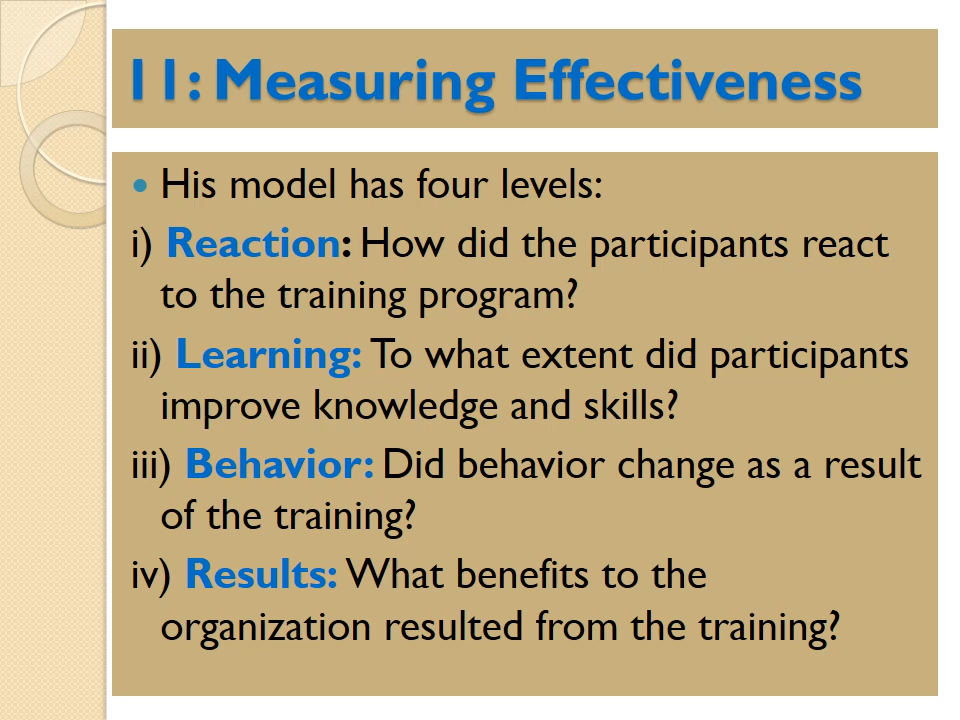 11: Measuring Effectiveness
• His model has four levels:
i) Reaction: How did the participants react
to the training program?
ii) Learning: To what extent did participants
improve knowledge and skills?
iii) Behavior: Did behavior change as a result
of the training?
iv) Results: What benefits to the
organization resulted from the training?